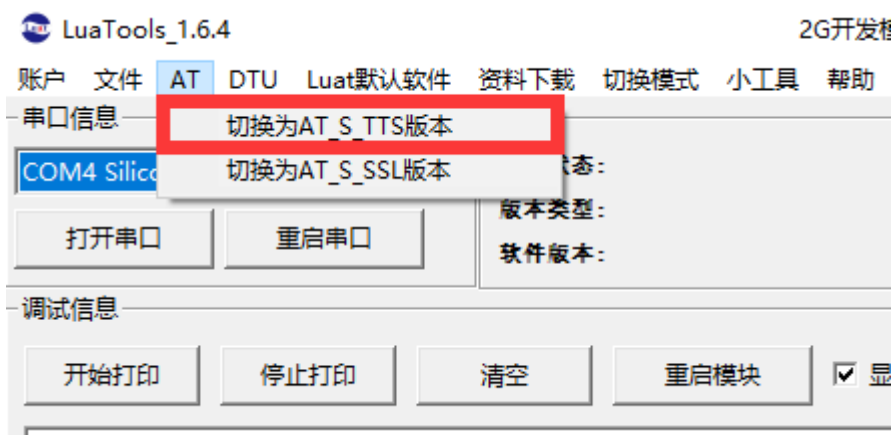 LuaTools_1.6.4 2G开发
账户 文件 AT DTU Luat默认软件 资料下载 切换模式 小工具 帮助
串口信息
切换为AT_S_TTS版本
COM4 切换为AT_S_SSL版本 态:
版本类型:
打开串口 重启串口
软件版本:
调试信息
开始打印 停止打印 清空 重启模块 显